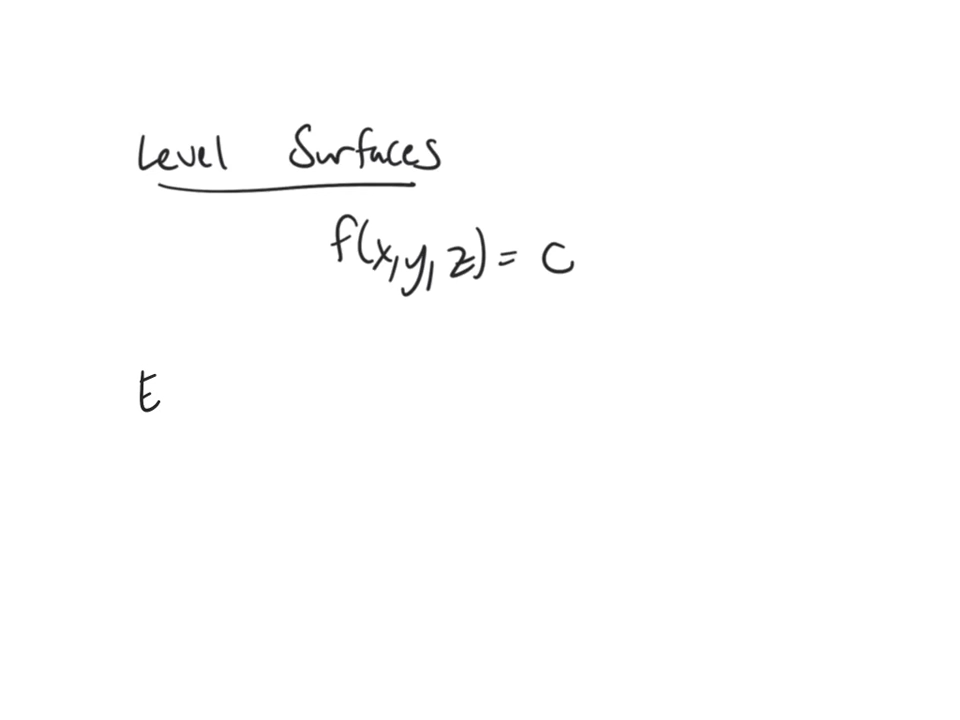 Level Surfaces
f(x,y,z) = C
E